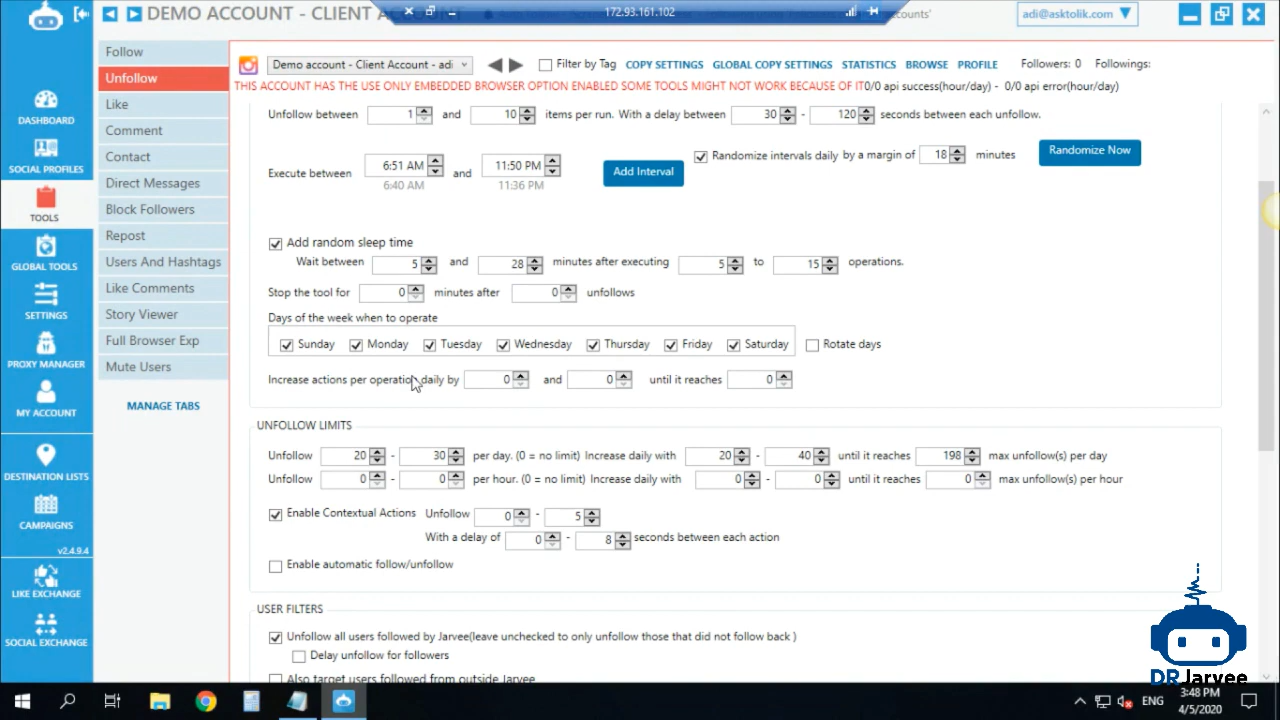 DEMO ACCOUNT - CLIENT A
172.93.161.102
counts'
adi@asktolik.com
DASHBOARD
SOCIAL PROFILES
TOOLS
GLOBAL TOOLS
SETTINGS
PROXY MANAGER
MY ACCOUNT
DESTINATION LISTS
CAMPAIGNS
v2.4.9.4
LIKE EXCHANGE
SOCIAL EXCHANGE
Follow
Unfollow
Like
Comment
Contact
Direct Messages
Block Followers
Repost
Users And Hashtags
Like Comments
Story Viewer
Full Browser Exp
Mute Users
MANAGE TABS
Demo account - Client Account - adi Filter by Tag COPY SETTINGS GLOBAL COPY SETTINGS STATISTICS BROWSE PROFILE Followers: 0 Followings:
THIS ACCOUNT HAS THE USE ONLY EMBEDDED BROWSER OPTION ENABLED SOME TOOLS MIGHT NOT WORK BECAUSE OF IT0/0 api success(hour/day) - 0/0 api error(hour/day)
Unfollow between 1 and 10 items per run. With a delay between 30 - 120 seconds between each unfollow.
Execute between 6:51 AM and 11:50 PM Add Interval Randomize intervals daily by a margin of 18 minutes Randomize Now
6:40 AM 11:36 PM
Add random sleep time
Wait between 5 and 28 minutes after executing 5 to 15 operations.
Stop the tool for 0 minutes after 0 unfollows
Days of the week when to operate
Sunday Monday Tuesday Wednesday Thursday Friday Saturday Rotate days
Increase actions per operation daily by 0 and 0 until it reaches 0
UNFOLLOW LIMITS
Unfollow 20 - 30 per day. (0 = no limit) Increase daily with 20 - 40 until it reaches 198 max unfollow(s) per day
Unfollow 0 - 0 per hour. (0 = no limit) Increase daily with 0 - 0 until it reaches 0 max unfollow(s) per hour
Enable Contextual Actions Unfollow 0 - 5
With a delay of 0 - 8 seconds between each action
Enable automatic follow/unfollow
USER FILTERS
Unfollow all users followed by Jarvee(leave unchecked to only unfollow those that did not follow back )
Delay unfollow for followers
Also target users followed from outside Jarvee
DR Jarvee
ENG
3:48 PM
4/5/2020